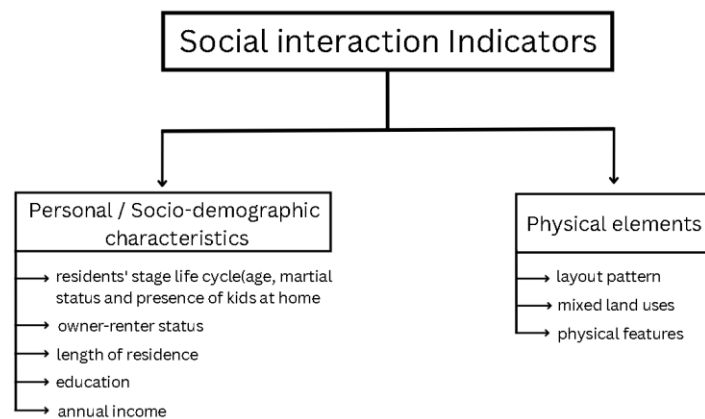 Social interaction Indicators
Personal / Socio-demographic
characteristics
residents' stage life cycle(age, martial
status and presence of kids at home
owner-renter status
length of residence
education
annual income
Physical elements
layout pattern
mixed land uses
physical features